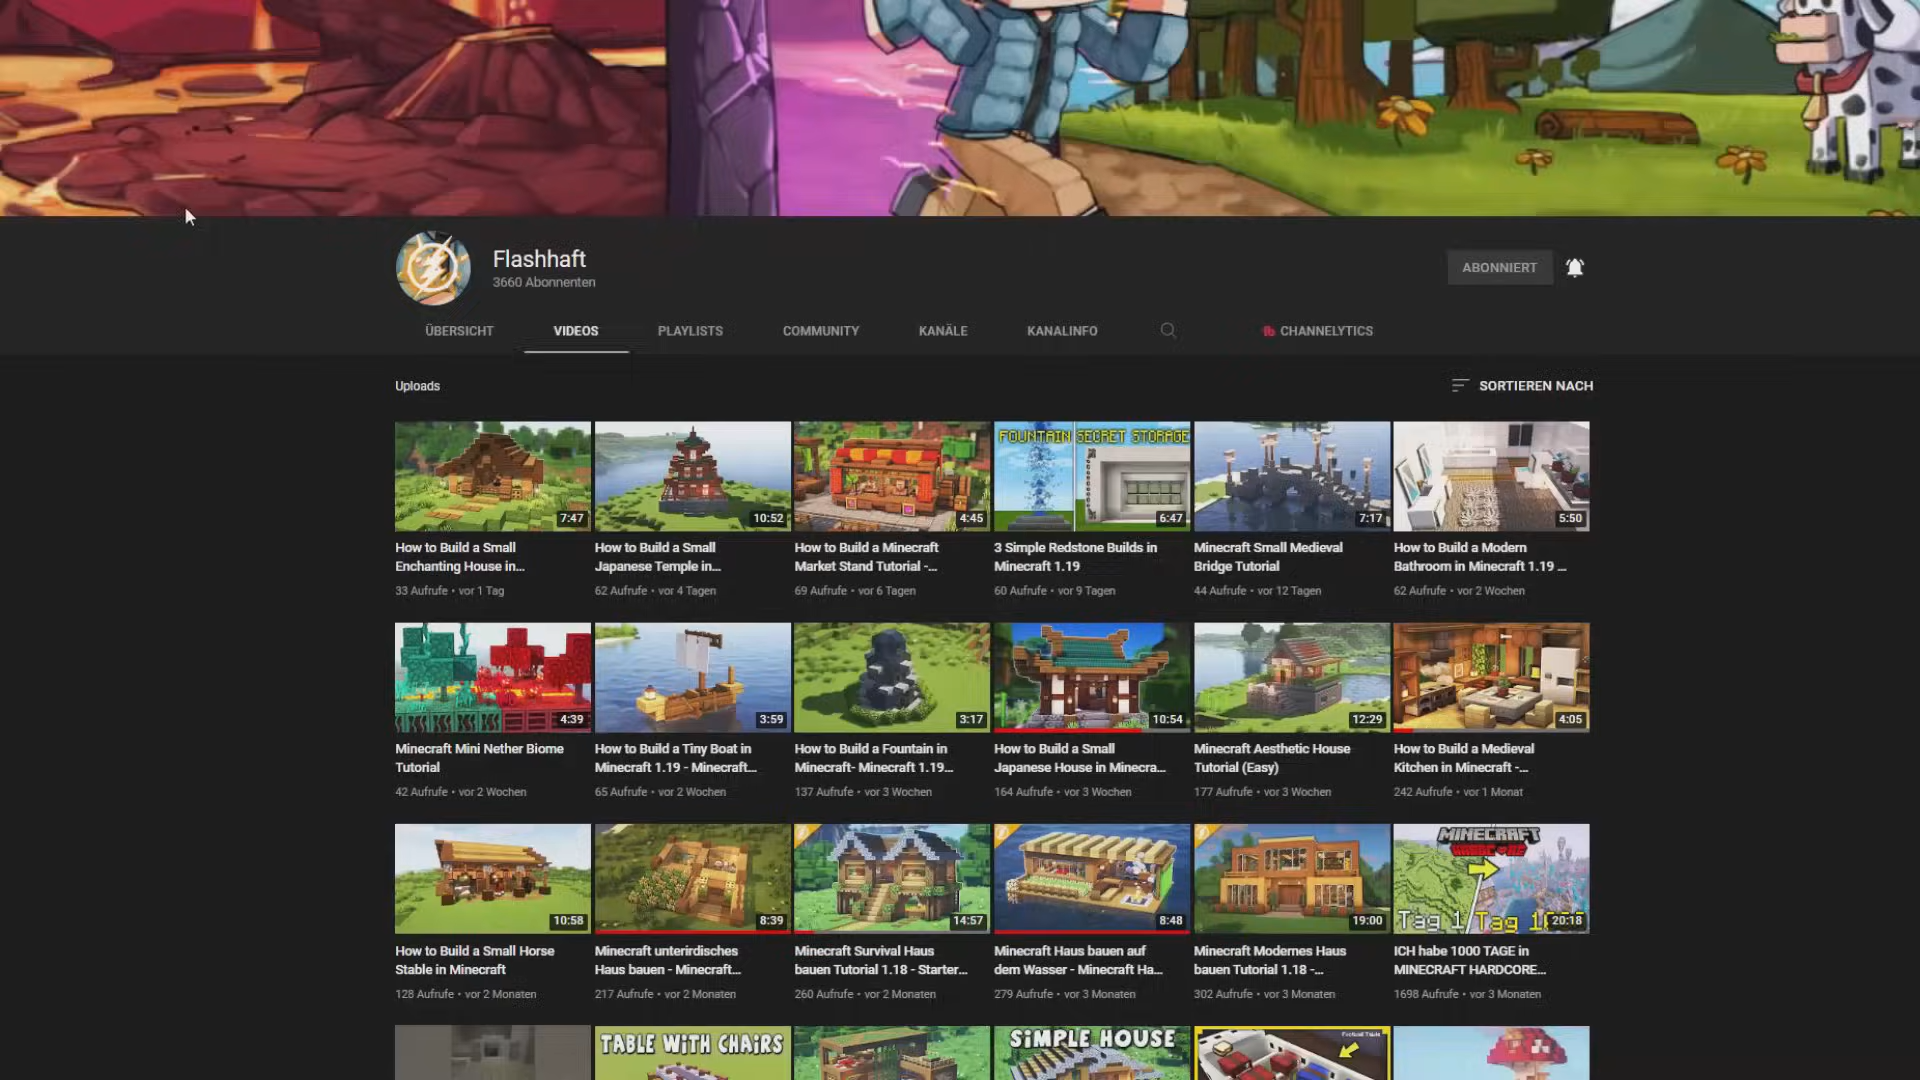 Flashhaft
3660 Abonnenten
ABONNIERT
ÜBERSICHT
VIDEOS
PLAYLISTS
COMMUNITY
KANÄLE
KANALINFO
CHANNELYTICS
Uploads
SORTIEREN NACH
7:47
10:52
4:45
FOUNTAIN SECRET STORAGE
6:47
7:17
5:50
How to Build a Small
Enchanting House in...
33 Aufrufe • vor 1 Tag
How to Build a Small
Japanese Temple in...
62 Aufrufe • vor 4 Tagen
How to Build a Minecraft
Market Stand Tutorial -...
69 Aufrufe • vor 6 Tagen
3 Simple Redstone Builds in
Minecraft 1.19
60 Aufrufe • vor 9 Tagen
Minecraft Small Medieval
Bridge Tutorial
44 Aufrufe • vor 12 Tagen
How to Build a Modern
Bathroom in Minecraft 1.19 ...
62 Aufrufe • vor 2 Wochen
4:39
3:59
3:17
10:54
12:29
4:05
Minecraft Mini Nether Biome
Tutorial
42 Aufrufe • vor 2 Wochen
How to Build a Tiny Boat in
Minecraft 1.19 - Minecraft...
65 Aufrufe • vor 2 Wochen
How to Build a Fountain in
Minecraft- Minecraft 1.19...
137 Aufrufe • vor 3 Wochen
How to Build a Small
Japanese House in Minecra...
164 Aufrufe • vor 3 Wochen
Minecraft Aesthetic House
Tutorial (Easy)
177 Aufrufe • vor 3 Wochen
How to Build a Medieval
Kitchen in Minecraft -...
242 Aufrufe • vor 1 Monat
10:58
8:39
14:57
8:48
19:00
MINECRAFT
HARDCORE
Tag 1
Tag
20:18
How to Build a Small Horse
Stable in Minecraft
128 Aufrufe • vor 2 Monaten
Minecraft unterirdisches
Haus bauen - Minecraft...
217 Aufrufe • vor 2 Monaten
Minecraft Survival Haus
bauen Tutorial 1.18 - Starter...
260 Aufrufe • vor 2 Monaten
Minecraft Haus bauen auf
dem Wasser - Minecraft Ha...
279 Aufrufe • vor 3 Monaten
Minecraft Modernes Haus
bauen Tutorial 1.18 -...
302 Aufrufe • vor 3 Monaten
ICH habe 1000 TAGE in
MINECRAFT HARDCORE...
1698 Aufrufe • vor 3 Monaten
TABLE WITH CHAIRS
SIMPLE HOUSE